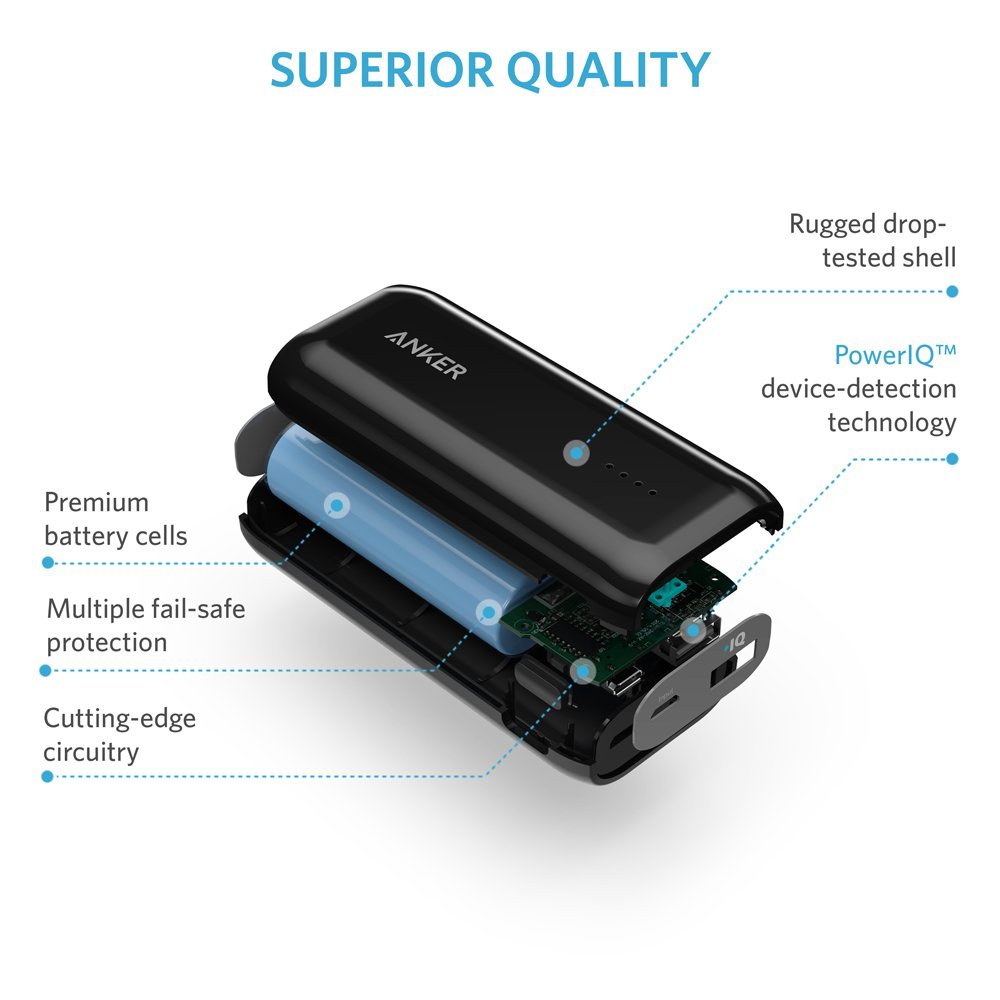 SUPERIOR QUALITY
Rugged drop-
tested shell
PowerIQ™
device-detection
technology
ANKER
Premium
battery cells
Multiple fail-safe
protection
Cutting-edge
circuitry
IQ
Input